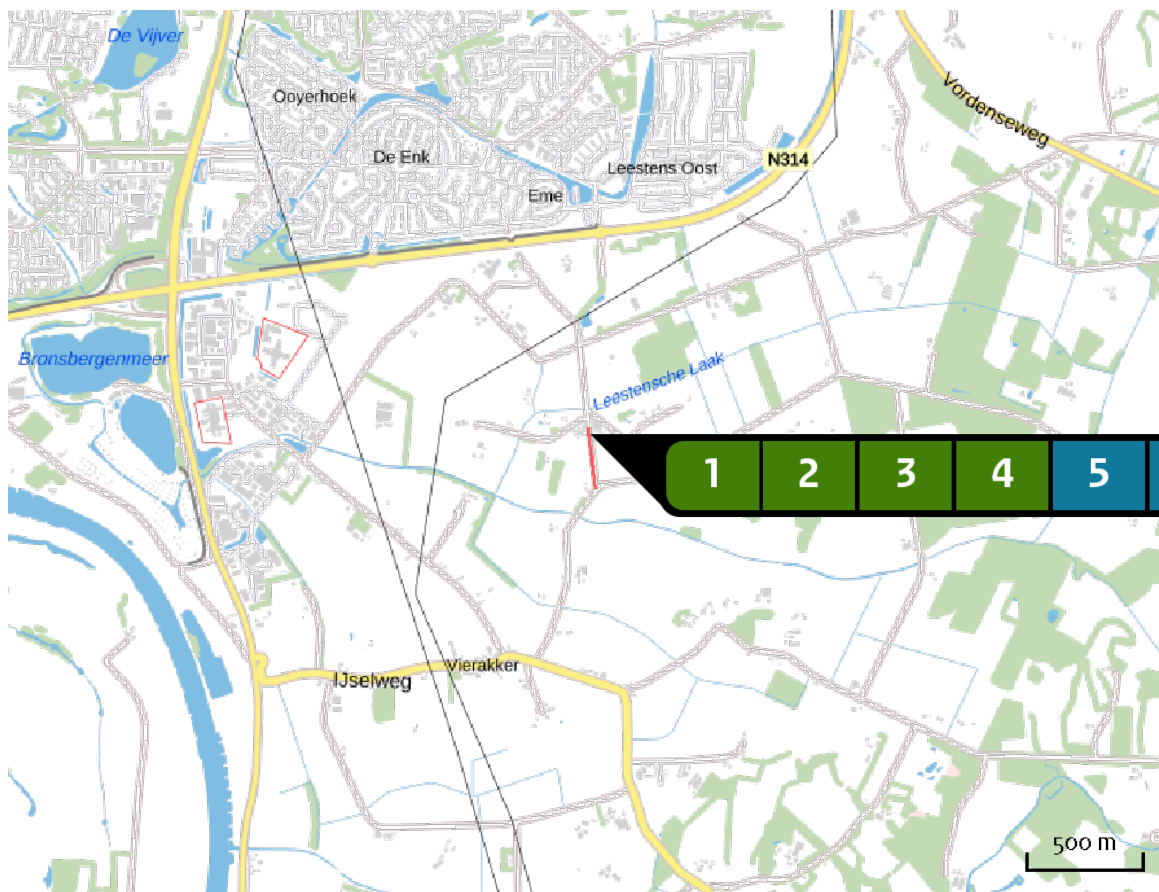 De Vijver
Ooyerhoek
Vordenseweg
De Enk
N314
Leestens Oost
Eme
Bronsbergenmeer
Leestensche Laak
1 2 3 4 5
Vierakker
IJselweg
500 m